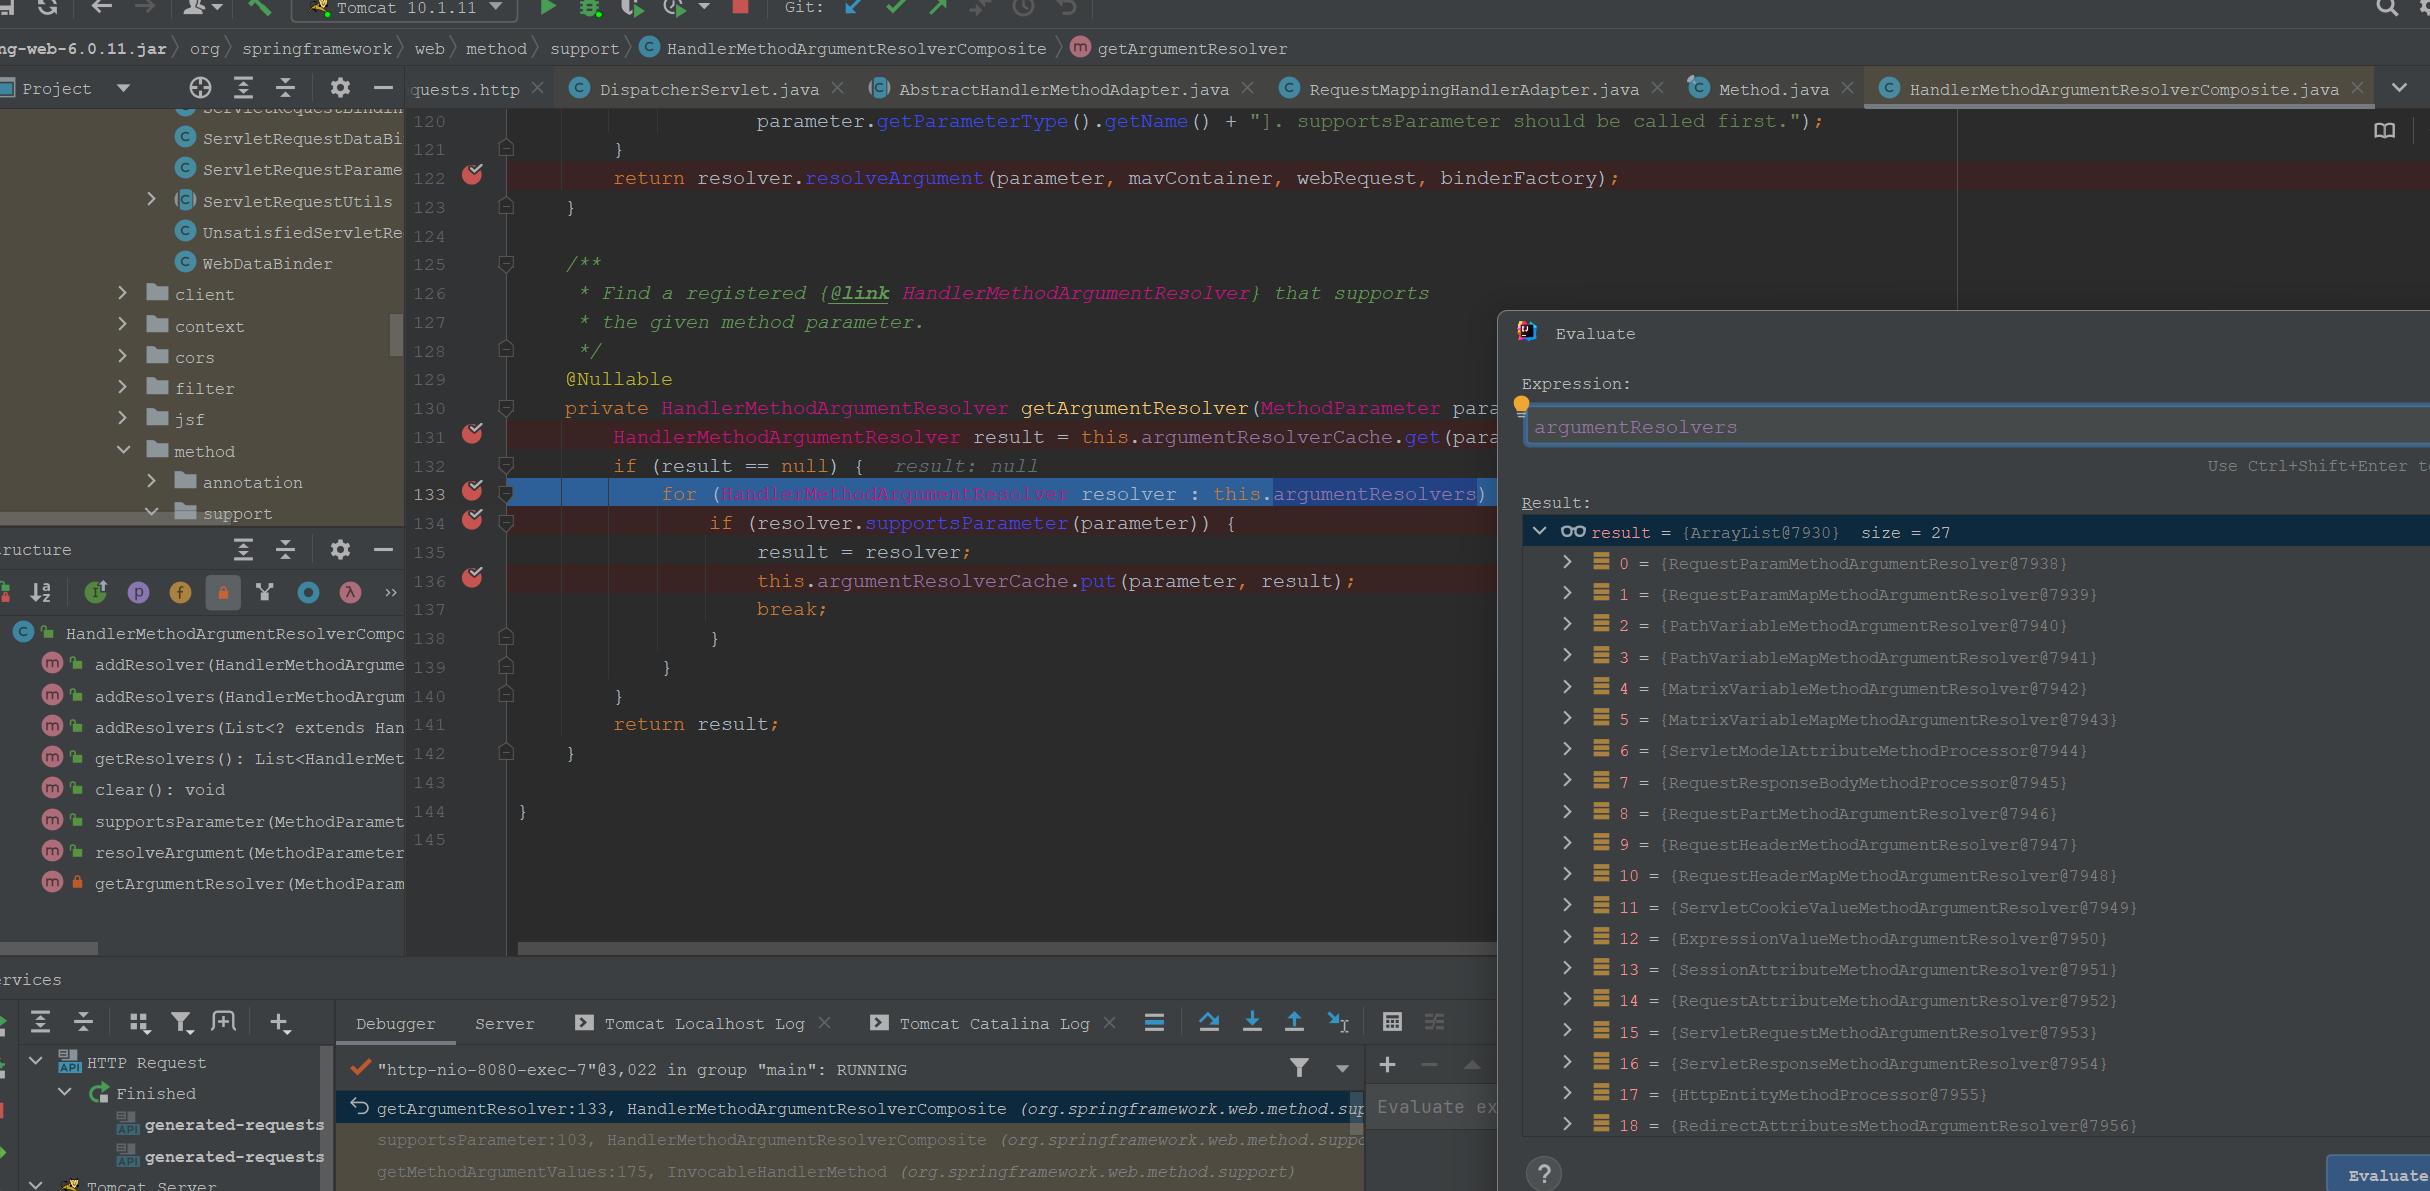 Tomcat 10.1.11
Git:
ng-web-6.0.11.jar
org
springframework
web
method
support
HandlerMethodArgumentResolverComposite
getArgumentResolver
Project
quests.http
DispatcherServlet.java
AbstractHandlerMethodAdapter.java
RequestMappingHandlerAdapter.java
Method.java
HandlerMethodArgumentResolverComposite.java
ServletRequestDataBi
ServletRequestParame
ServletRequestUtils
UnsatisfiedServletRe
WebDataBinder
client
context
cors
filter
jsf
method
annotation
support
120 parameter.getParameterType().getName() + "]. supportsParameter should be called first.");
121 }
122 return resolver.resolveArgument(parameter, mavContainer, webRequest, binderFactory);
123 }
124
125 /**
126 * Find a registered {@link HandlerMethodArgumentResolver} that supports
127 * the given method parameter.
128 */
129 @Nullable
130 private HandlerMethodArgumentResolver getArgumentResolver(MethodParameter para
131 HandlerMethodArgumentResolver result = this.argumentResolverCache.get(para
132 if (result == null) { result: null
133 for (HandlerMethodArgumentResolver resolver : this.argumentResolvers)
134 if (resolver.supportsParameter(parameter)) {
135 result = resolver;
136 this.argumentResolverCache.put(parameter, result);
137 break;
138 }
139 }
140 }
141 return result;
142 }
143
144 }
145
ructure
HandlerMethodArgumentResolverCompo
addResolver(HandlerMethodArgume
addResolvers(HandlerMethodArgum
addResolvers(List<? extends Han
getResolvers(): List<HandlerMet
clear(): void
supportsParameter(MethodParamet
resolveArgument(MethodParameter
getArgumentResolver(MethodParam
Evaluate
Expression:
argumentResolvers
Use Ctrl+Shift+Enter to
Result:
result = {ArrayList@7930} size = 27
0 = {RequestParamMethodArgumentResolver@7938}
1 = {RequestParamMapMethodArgumentResolver@7939}
2 = {PathVariableMethodArgumentResolver@7940}
3 = {PathVariableMapMethodArgumentResolver@7941}
4 = {MatrixVariableMethodArgumentResolver@7942}
5 = {MatrixVariableMapMethodArgumentResolver@7943}
6 = {ServletModelAttributeMethodProcessor@7944}
7 = {RequestResponseBodyMethodProcessor@7945}
8 = {RequestPartMethodArgumentResolver@7946}
9 = {RequestHeaderMethodArgumentResolver@7947}
10 = {RequestHeaderMapMethodArgumentResolver@7948}
11 = {ServletCookieValueMethodArgumentResolver@7949}
12 = {ExpressionValueMethodArgumentResolver@7950}
13 = {SessionAttributeMethodArgumentResolver@7951}
14 = {RequestAttributeMethodArgumentResolver@7952}
15 = {ServletRequestMethodArgumentResolver@7953}
16 = {ServletResponseMethodArgumentResolver@7954}
17 = {HttpEntityMethodProcessor@7955}
18 = {RedirectAttributesMethodArgumentResolver@7956}
Evaluate
ervices
Debugger
Server
Tomcat Localhost Log
Tomcat Catalina Log
HTTP Request
Finished
generated-requests
generated-requests
Tomcat Server
"http-nio-8080-exec-7"@3,022 in group "main": RUNNING
getArgumentResolver:133, HandlerMethodArgumentResolverComposite (org.springframework.web.method.sup
supportsParameter:103, HandlerMethodArgumentResolverComposite (org.springframework.web.method.suppo
getMethodArgumentValues:175, InvocableHandlerMethod (org.springframework.web.method.support)
Evaluate ex